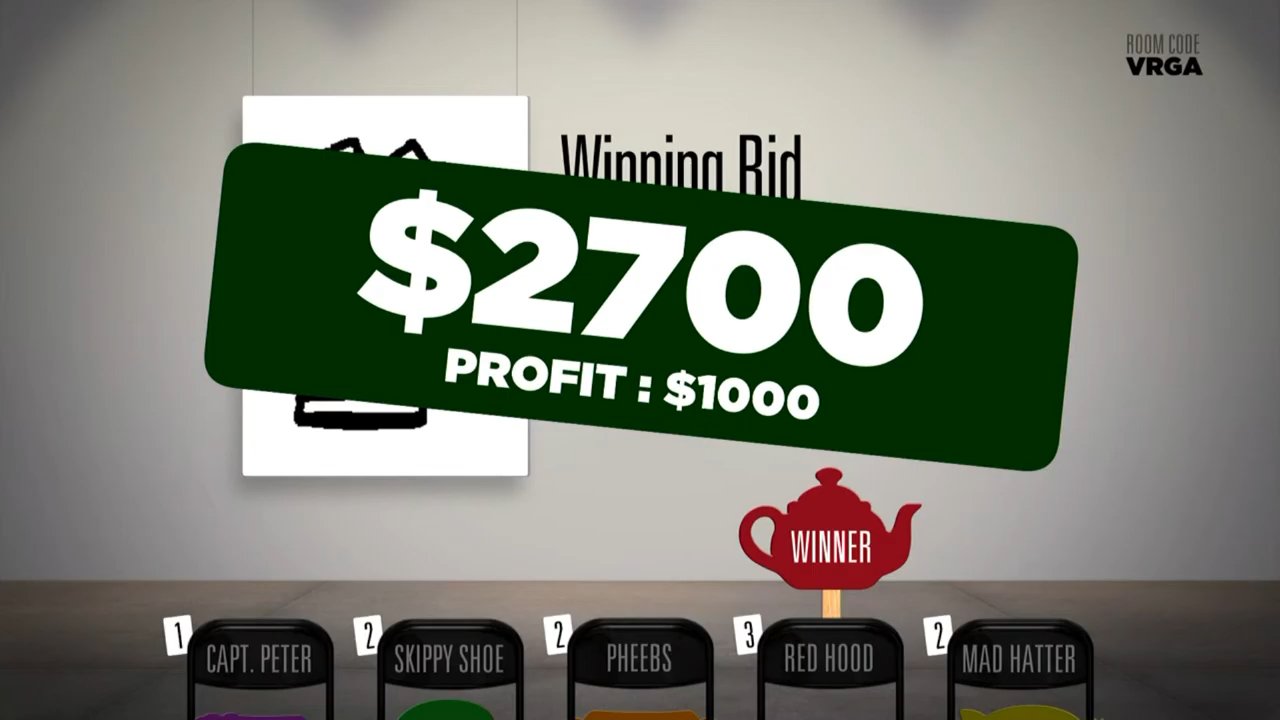 ROOM CODE
VRGA
Winning Bid
$2700
PROFIT : $1000
WINNER
1
CAPT. PETER
2
SKIPPY SHOE
2
PHEEBS
3
RED HOOD
2
MAD HATTER